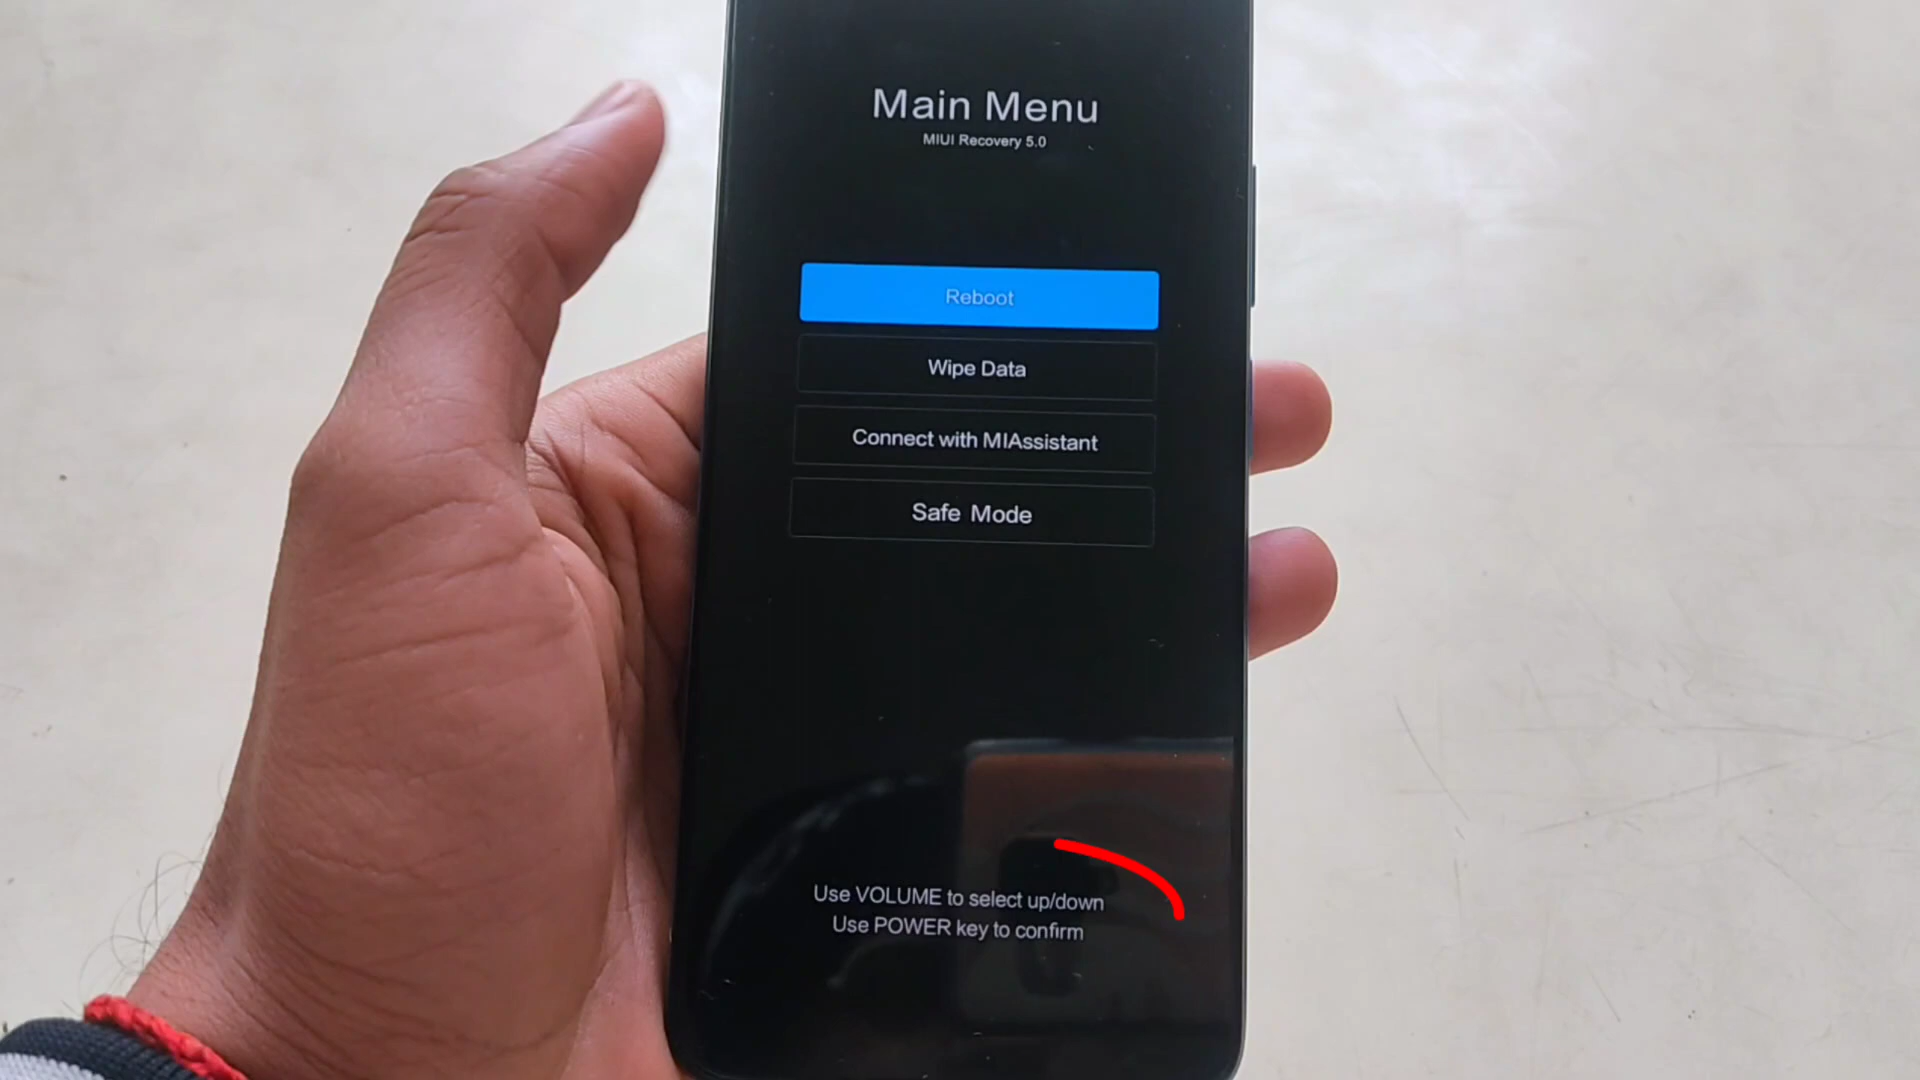 Main Menu
MIUI Recovery 5.0
Reboot
Wipe Data
Connect with MIAssistant
Safe Mode
Use VOLUME to select up/down
Use POWER key to confirm